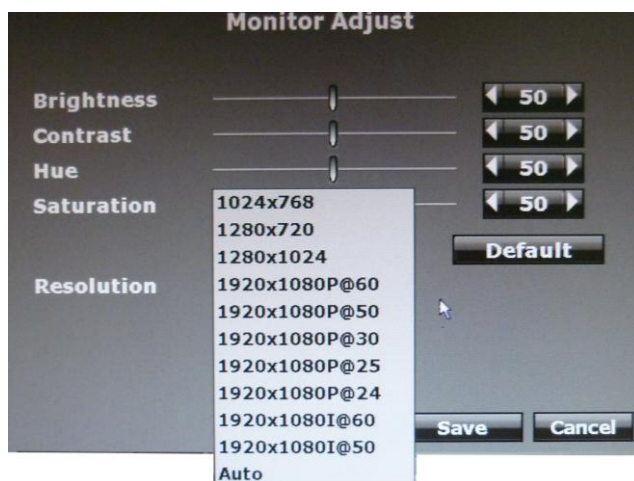 Monitor Adjust
Brightness 50
Contrast 50
Hue 50
Saturation 50
1024x768
1280x720
1280x1024
Default
Resolution
1920x1080P@60
1920x1080P@50
1920x1080P@30
1920x1080P@25
1920x1080P@24
1920x1080I@60
1920x1080I@50
Auto
Save Cancel